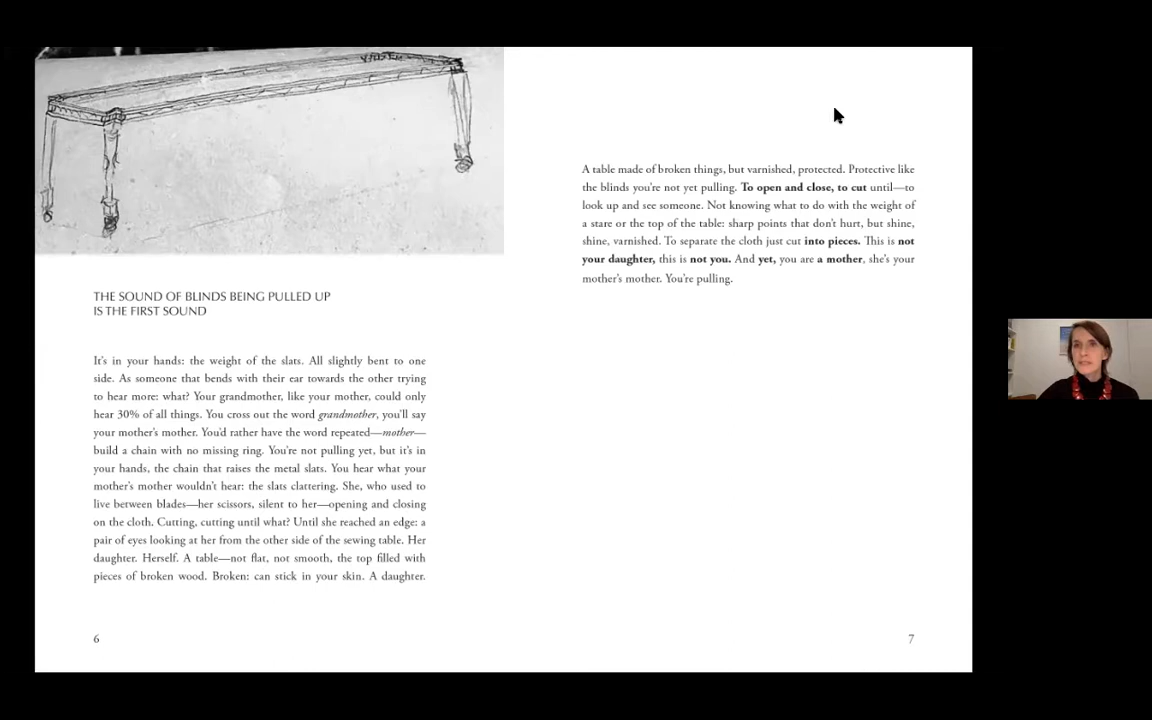 THE SOUND OF BLINDS BEING PULLED UP
IS THE FIRST SOUND
It's in your hands: the weight of the slats. All slightly bent to one
side. As someone that bends with their ear towards the other trying
to hear more: what? Your grandmother, like your mother, could only
hear 30% of all things. You cross out the word grandmother, you'll say
your mother's mother. You'd rather have the word repeated—mother—
build a chain with no missing ring. You're not pulling yet, but it's in
your hands, the chain that raises the metal slats. You hear what your
mother's mother wouldn't hear: the slats clattering. She, who used to
live between blades—her scissors, silent to her—opening and closing
on the cloth. Cutting, cutting until what? Until she reached an edge: a
pair of eyes looking at her from the other side of the sewing table. Her
daughter. Herself. A table—not flat, not smooth, the top filled with
pieces of broken wood. Broken: can stick in your skin. A daughter.
6
A table made of broken things, but varnished, protected. Protective like
the blinds you're not yet pulling. To open and close, to cut until—to
look up and see someone. Not knowing what to do with the weight of
a stare or the top of the table: sharp points that don't hurt, but shine,
shine, varnished. To separate the cloth just cut into pieces. This is not
your daughter, this is not you. And yet, you are a mother, she's your
mother's mother. You're pulling.
7